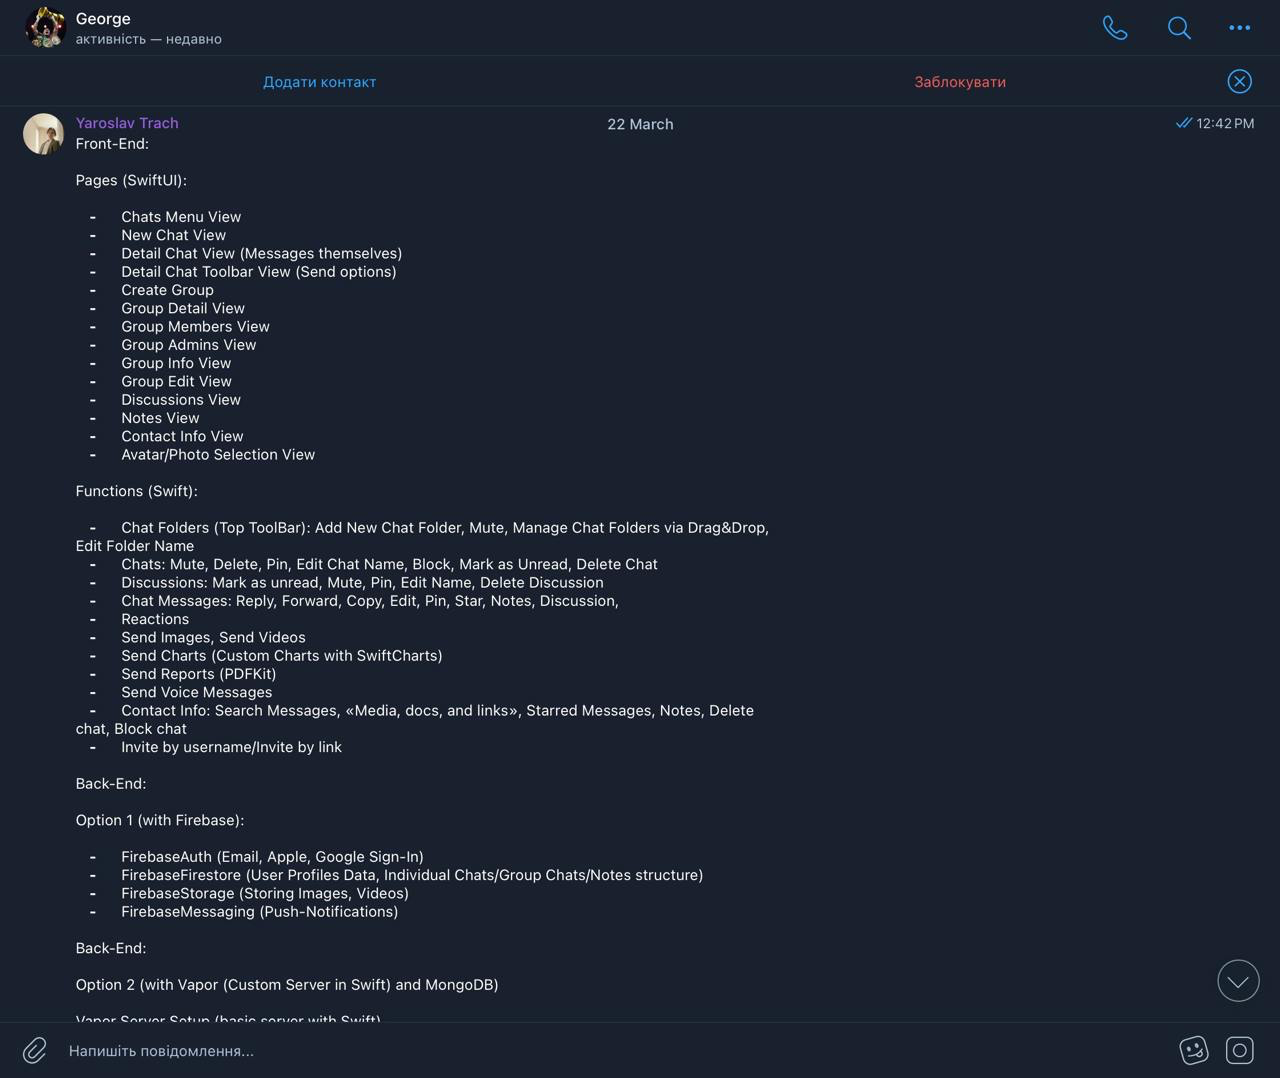 George
активність — недавно
Додати контакт
Заблокувати
Yaroslav Trach
22 March
12:42 PM
Front-End:
Pages (SwiftUI):
- Chats Menu View
- New Chat View
- Detail Chat View (Messages themselves)
- Detail Chat Toolbar View (Send options)
- Create Group
- Group Detail View
- Group Members View
- Group Admins View
- Group Info View
- Group Edit View
- Discussions View
- Notes View
- Contact Info View
- Avatar/Photo Selection View
Functions (Swift):
- Chat Folders (Top ToolBar): Add New Chat Folder, Mute, Manage Chat Folders via Drag&Drop,
Edit Folder Name
- Chats: Mute, Delete, Pin, Edit Chat Name, Block, Mark as Unread, Delete Chat
- Discussions: Mark as unread, Mute, Pin, Edit Name, Delete Discussion
- Chat Messages: Reply, Forward, Copy, Edit, Pin, Star, Notes, Discussion,
- Reactions
- Send Images, Send Videos
- Send Charts (Custom Charts with SwiftCharts)
- Send Reports (PDFKit)
- Send Voice Messages
- Contact Info: Search Messages, «Media, docs, and links», Starred Messages, Notes, Delete
chat, Block chat
- Invite by username/Invite by link
Back-End:
Option 1 (with Firebase):
- FirebaseAuth (Email, Apple, Google Sign-In)
- FirebaseFirestore (User Profiles Data, Individual Chats/Group Chats/Notes structure)
- FirebaseStorage (Storing Images, Videos)
- FirebaseMessaging (Push-Notifications)
Back-End:
Option 2 (with Vapor (Custom Server in Swift) and MongoDB)
Vapor Server Setup (basic server with Swift)
Напишіть повідомлення...